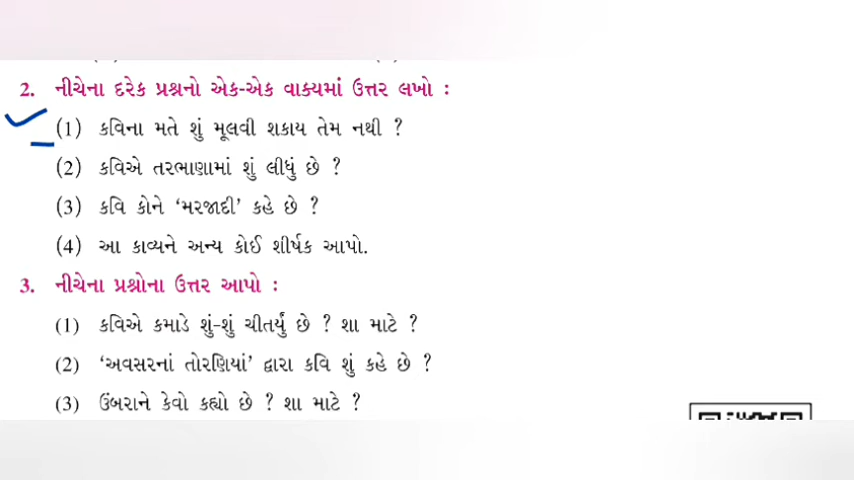 2. નીચેના દરેક પ્રશ્નનો એક-એક વાક્યમાં ઉત્તર લખો :
(1) કવિના મતે શું મૂલવી શકાય તેમ નથી ?
(2) કવિએ તરભાણામાં શું લીધું છે ?
(3) કવિ કોને ‘મરજાદી’ કહે છે ?
(4) આ કાવ્યને અન્ય કોઈ શીર્ષક આપો.
3. નીચેના પ્રશ્નોના ઉત્તર આપો :
(1) કવિએ કમાડે શું-શું ચીતર્યું છે ? શા માટે ?
(2) ‘અવસરનાં તોરણિયાં’ દ્વારા કવિ શું કહે છે ?
(3) ઉંબરાને કેવો કહ્યો છે ? શા માટે ?